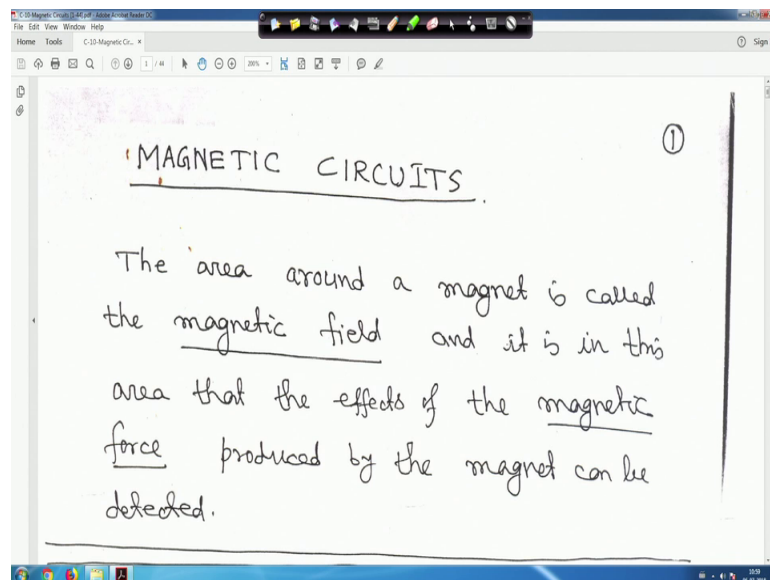 C-10-Magnetic Circuits (1-44).pdf - Adobe Acrobat Reader DC
File Edit View Window Help
Home Tools C-10-Magnetic Cir... × Sign
1 / 44 200%
①
MAGNETIC CIRCUITS.
The area around a magnet is called
the magnetic field and it is in this
area that the effects of the magnetic
force produced by the magnet can be
detected.
10:59